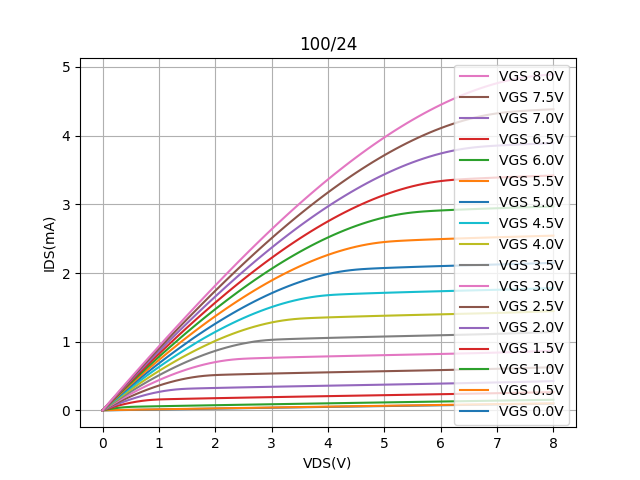 100/24
IDS(mA)
5
4
3
2
1
0
VGS 8.0V
VGS 7.5V
VGS 7.0V
VGS 6.5V
VGS 6.0V
VGS 5.5V
VGS 5.0V
VGS 4.5V
VGS 4.0V
VGS 3.5V
VGS 3.0V
VGS 2.5V
VGS 2.0V
VGS 1.5V
VGS 1.0V
VGS 0.5V
VGS 0.0V
0 1 2 3 4 5 6 7 8
VDS(V)